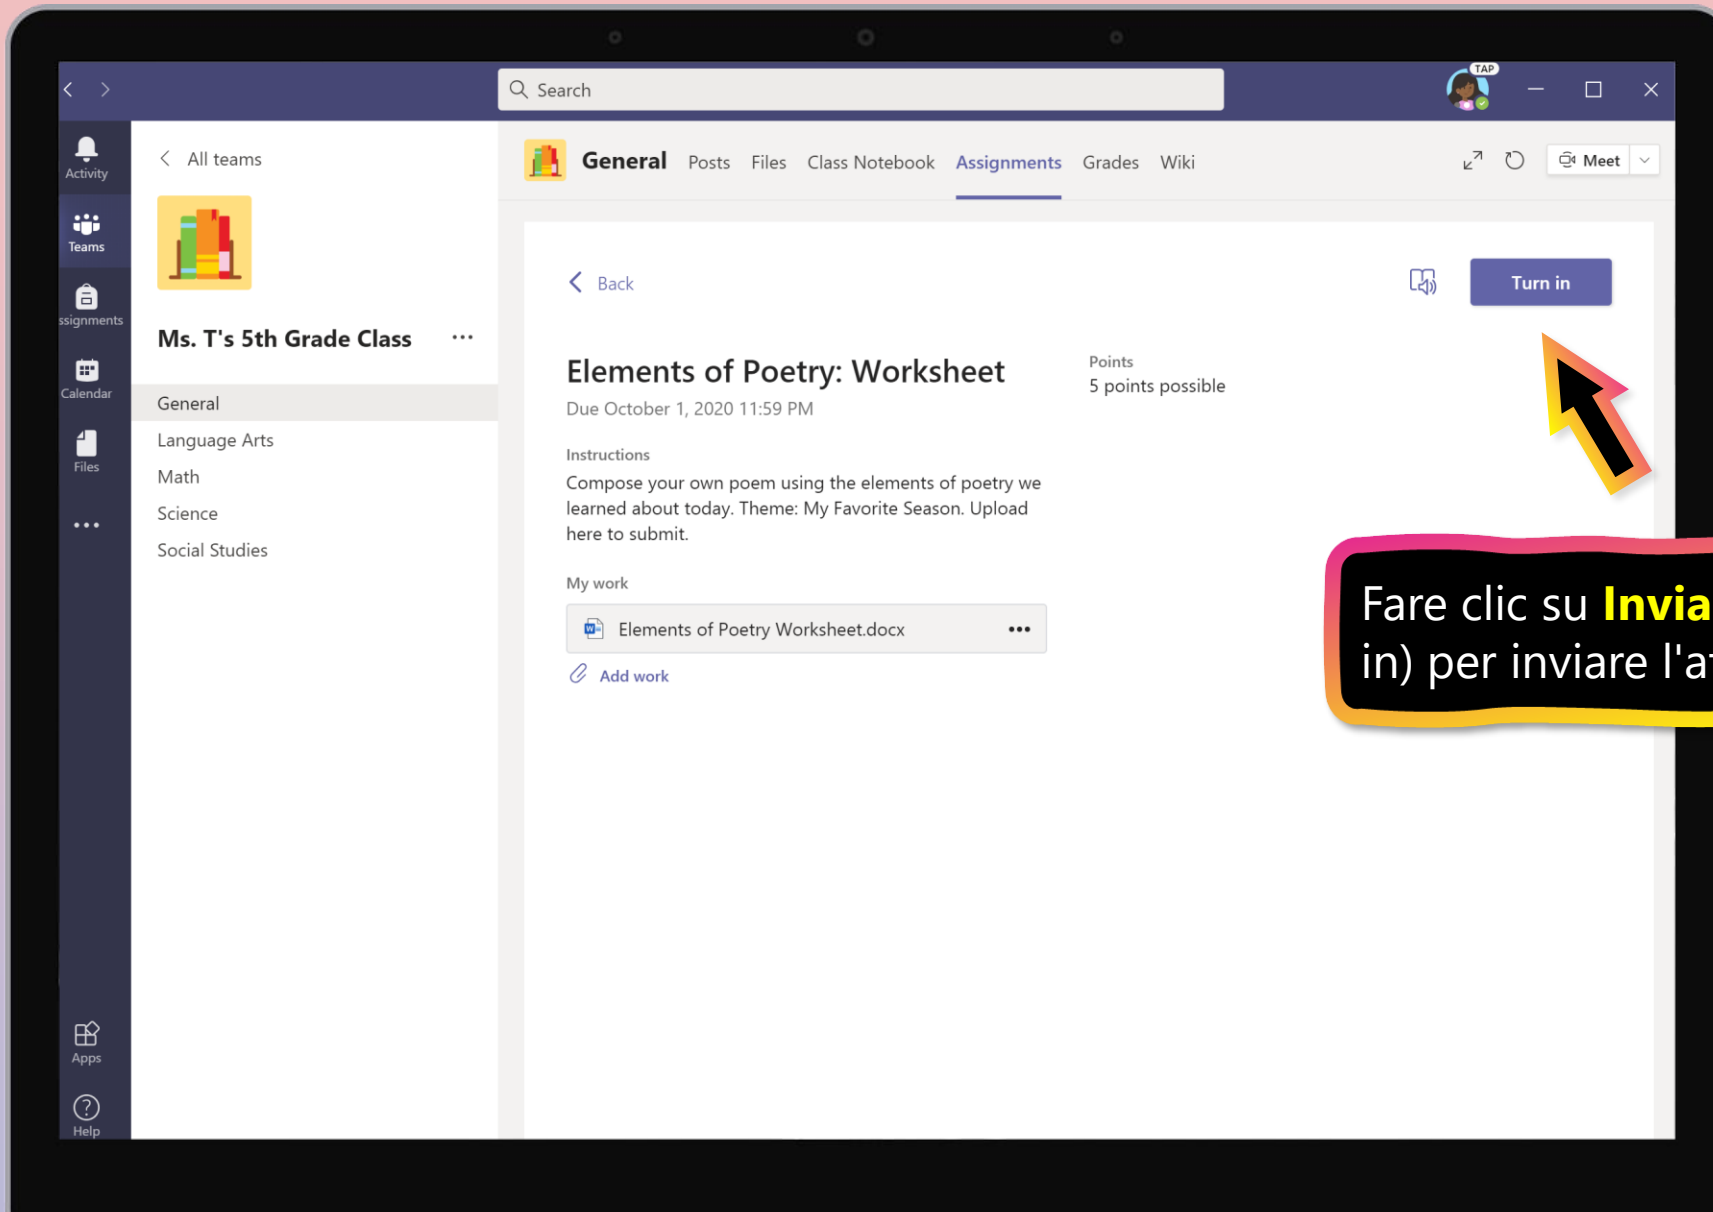 Search
TAP
Activity
Teams
ssignments
Calendar
Files
Apps
Help
All teams
Ms. T's 5th Grade Class
General
Language Arts
Math
Science
Social Studies
General Posts Files Class Notebook Assignments Grades Wiki
Meet
Back
Turn in
Elements of Poetry: Worksheet
Due October 1, 2020 11:59 PM
Points
5 points possible
Instructions
Compose your own poem using the elements of poetry we
learned about today. Theme: My Favorite Season. Upload
here to submit.
My work
Elements of Poetry Worksheet.docx
Add work
Fare clic su Invia
in) per inviare l'at